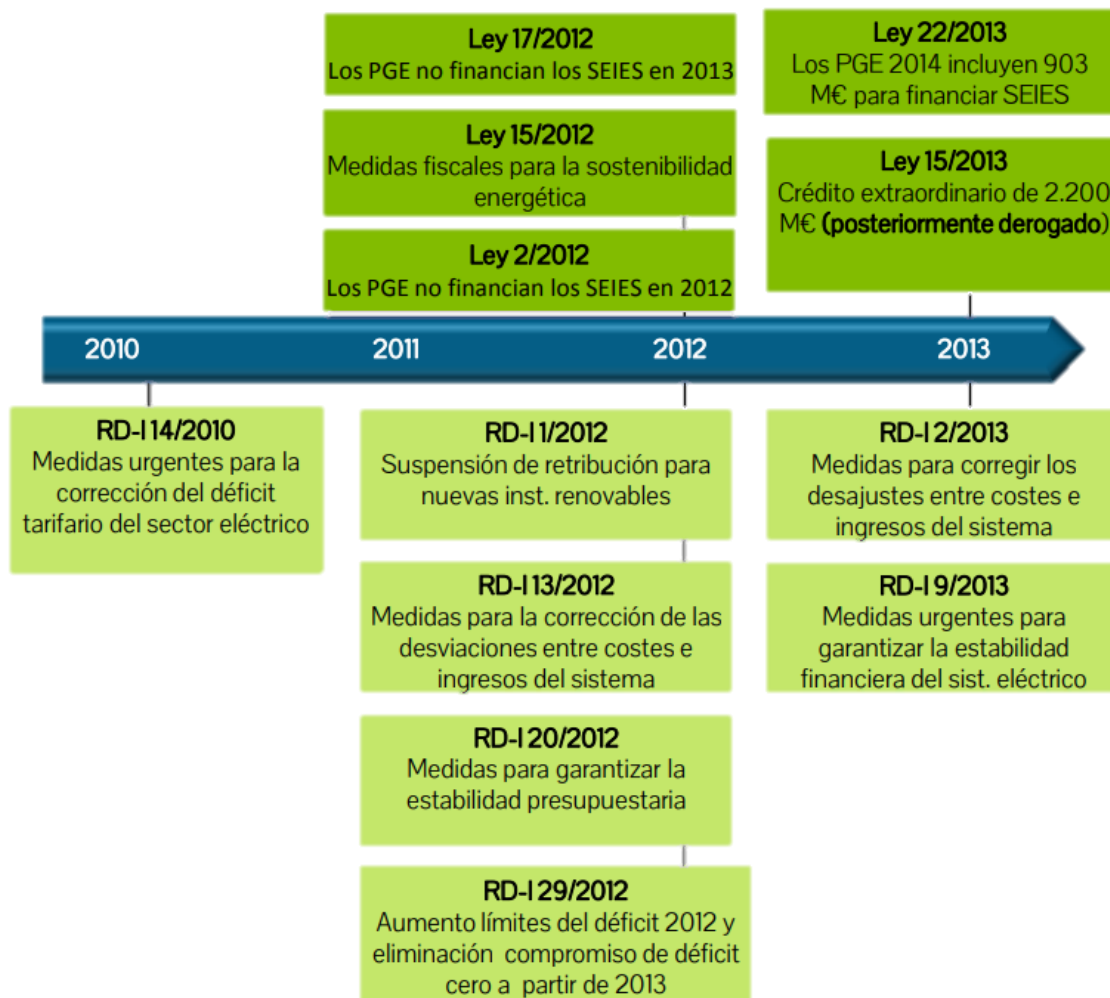 Ley 17/2012
Los PGE no financian los SEIES en 2013
Ley 15/2012
Medidas fiscales para la sostenibilidad
energética
Ley 2/2012
Los PGE no financian los SEIES en 2012
Ley 22/2013
Los PGE 2014 incluyen 903
M€ para financiar SEIES
Ley 15/2013
Crédito extraordinario de 2.200
M€ (posteriormente derogado)
2010
2011
2012
2013
RD-l 14/2010
Medidas urgentes para la
corrección del déficit
tarifario del sector eléctrico
RD-l 1/2012
Suspensión de retribución para
nuevas inst. renovables
RD-l 13/2012
Medidas para la corrección de las
desviaciones entre costes e
ingresos del sistema
RD-l 20/2012
Medidas para garantizar la
estabilidad presupuestaria
RD-l 29/2012
Aumento límites del déficit 2012 y
eliminación compromiso de déficit
cero a partir de 2013
RD-l 2/2013
Medidas para corregir los
desajustes entre costes e
ingresos del sistema
RD-l 9/2013
Medidas urgentes para
garantizar la estabilidad
financiera del sist. eléctrico